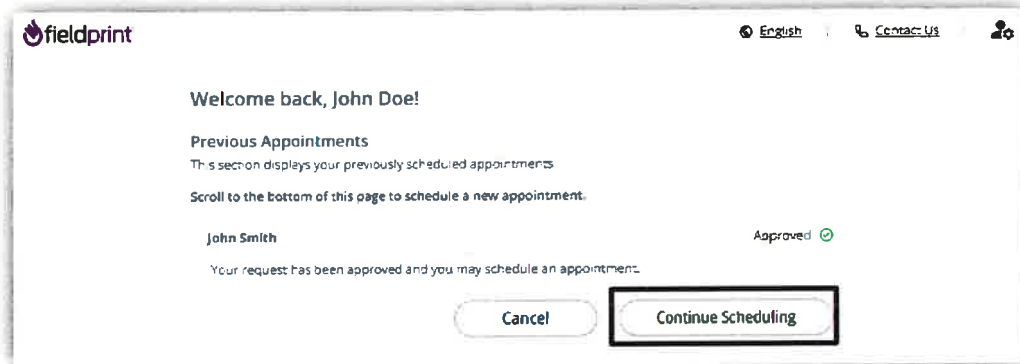 fieldprint
English
Contact Us
Welcome back, John Doe!
Previous Appointments
This section displays your previously scheduled appointments
Scroll to the bottom of this page to schedule a new appointment.
John Smith
Approved
Your request has been approved and you may schedule an appointment.
Cancel
Continue Scheduling